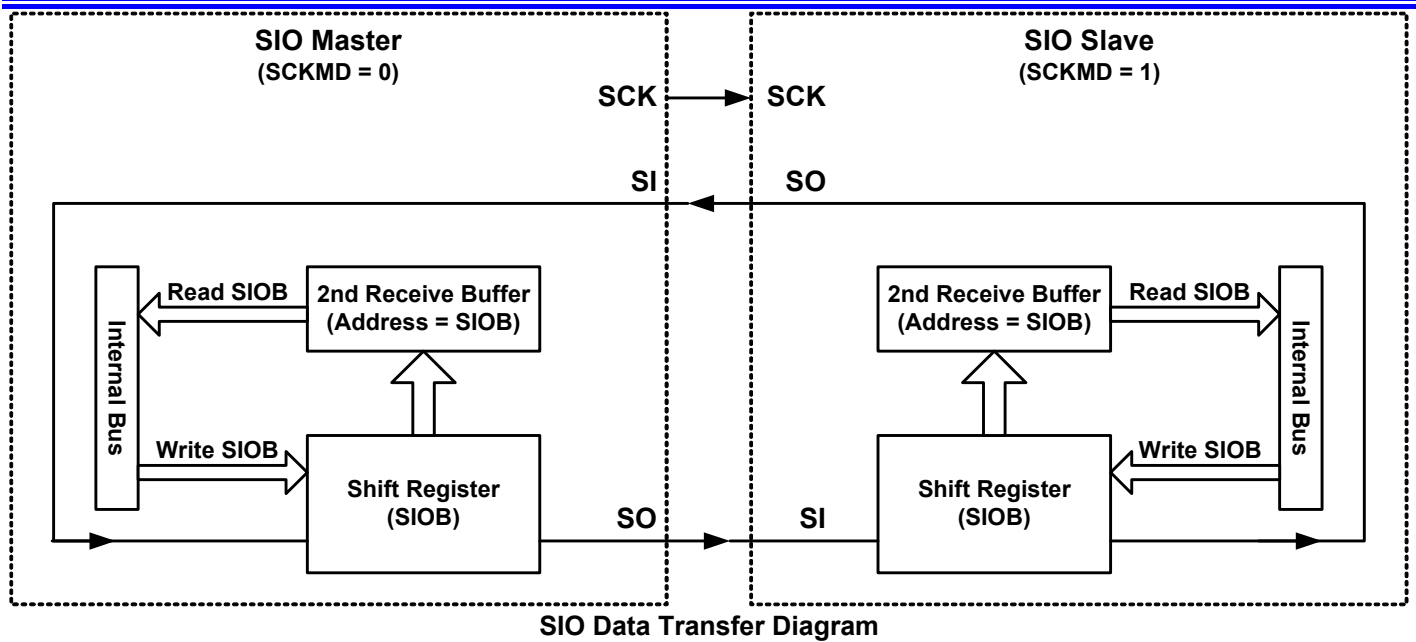 SIO Master
(SCKMD = 0)
SIO Slave
(SCKMD = 1)
SCK
SCK
SI
SO
Internal Bus
Read SIOB
2nd Receive Buffer
(Address = SIOB)
Write SIOB
Shift Register
(SIOB)
SO
SI
2nd Receive Buffer
(Address = SIOB)
Read SIOB
Internal Bus
Shift Register
(SIOB)
Write SIOB
SIO Data Transfer Diagram